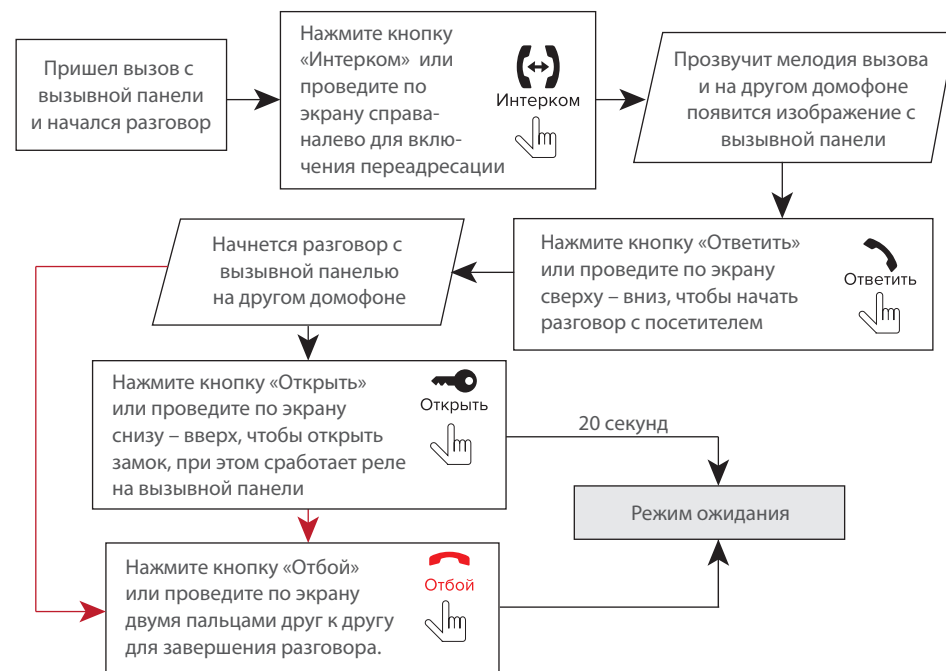 Пришел вызов с
вызывной панели
и начался разговор
Нажмите кнопку
«Интерком» или
проведите по
экрану справа-
налево для вклю-
чения переадресации
Интерком
Прозвучит мелодия вызова
и на другом домофоне
появится изображение с
вызывной панели
Нажмите кнопку «Ответить»
или проведите по экрану
сверху – вниз, чтобы начать
разговор с посетителем
Ответить
Начнется разговор с
вызывной панелью
на другом домофоне
Нажмите кнопку «Открыть»
или проведите по экрану
снизу – вверх, чтобы открыть
замок, при этом сработает реле
на вызывной панели
Открыть
20 секунд
Режим ожидания
Нажмите кнопку «Отбой»
или проведите по экрану
двумя пальцами друг к другу
для завершения разговора.
Отбой